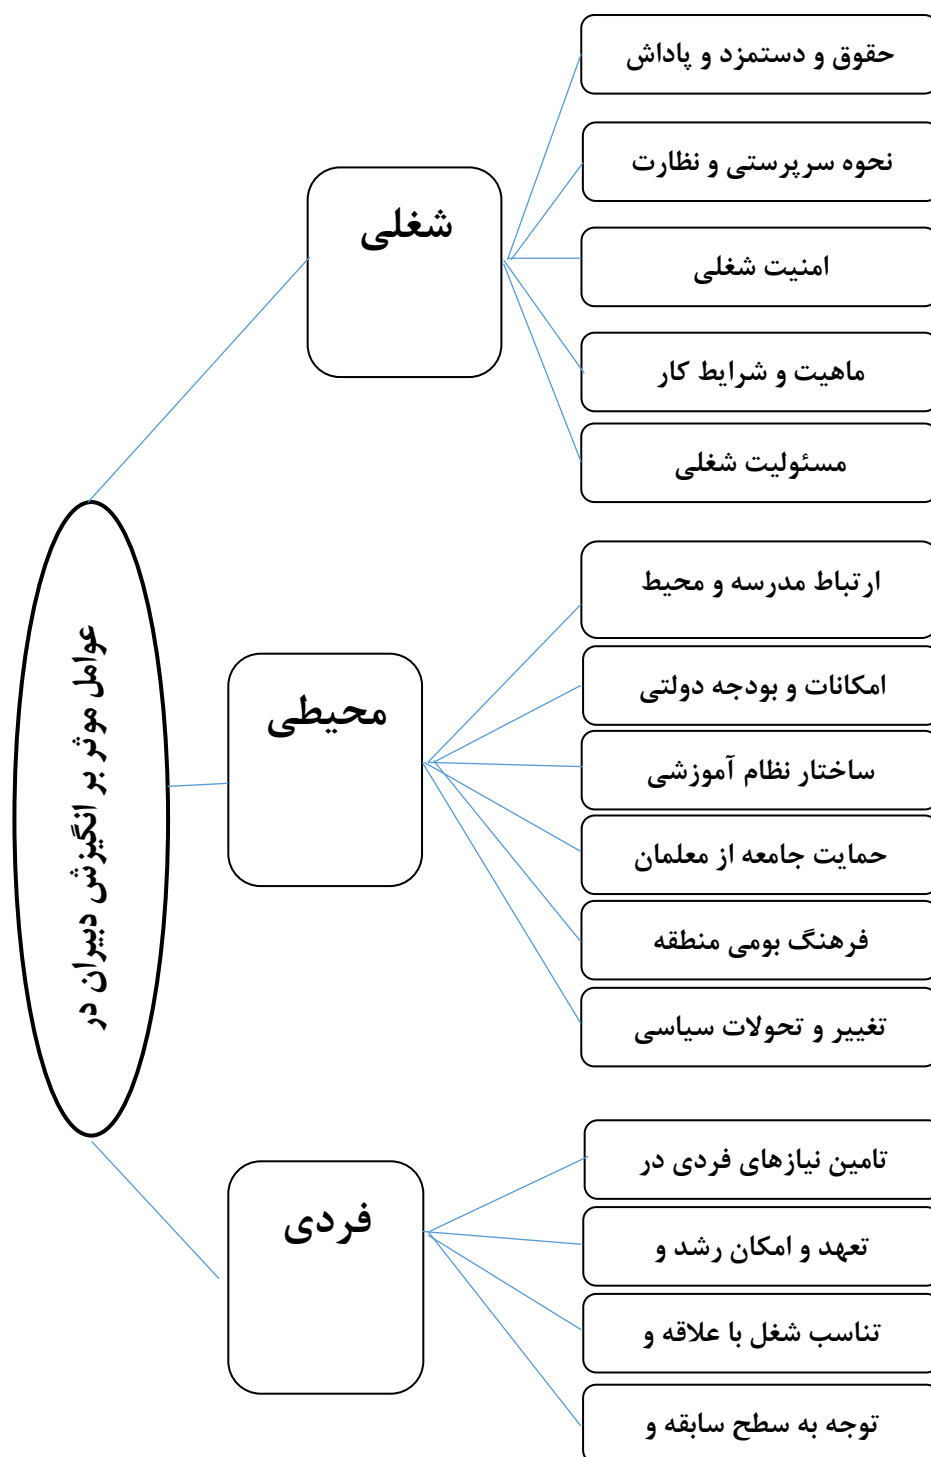 عوامل موثر بر انگیزش دبیران در
شغلی
حقوق و دستمزد و پاداش
نحوه سرپرستی و نظارت
امنیت شغلی
ماهیت و شرایط کار
مسئولیت شغلی
محیطی
ارتباط مدرسه و محیط
امکانات و بودجه دولتی
ساختار نظام آموزشی
حمایت جامعه از معلمان
فرهنگ بومی منطقه
تغییر و تحولات سیاسی
فردی
تامین نیازهای فردی در
تعهد و امکان رشد و
تناسب شغل با علاقه و
توجه به سطح سابقه و